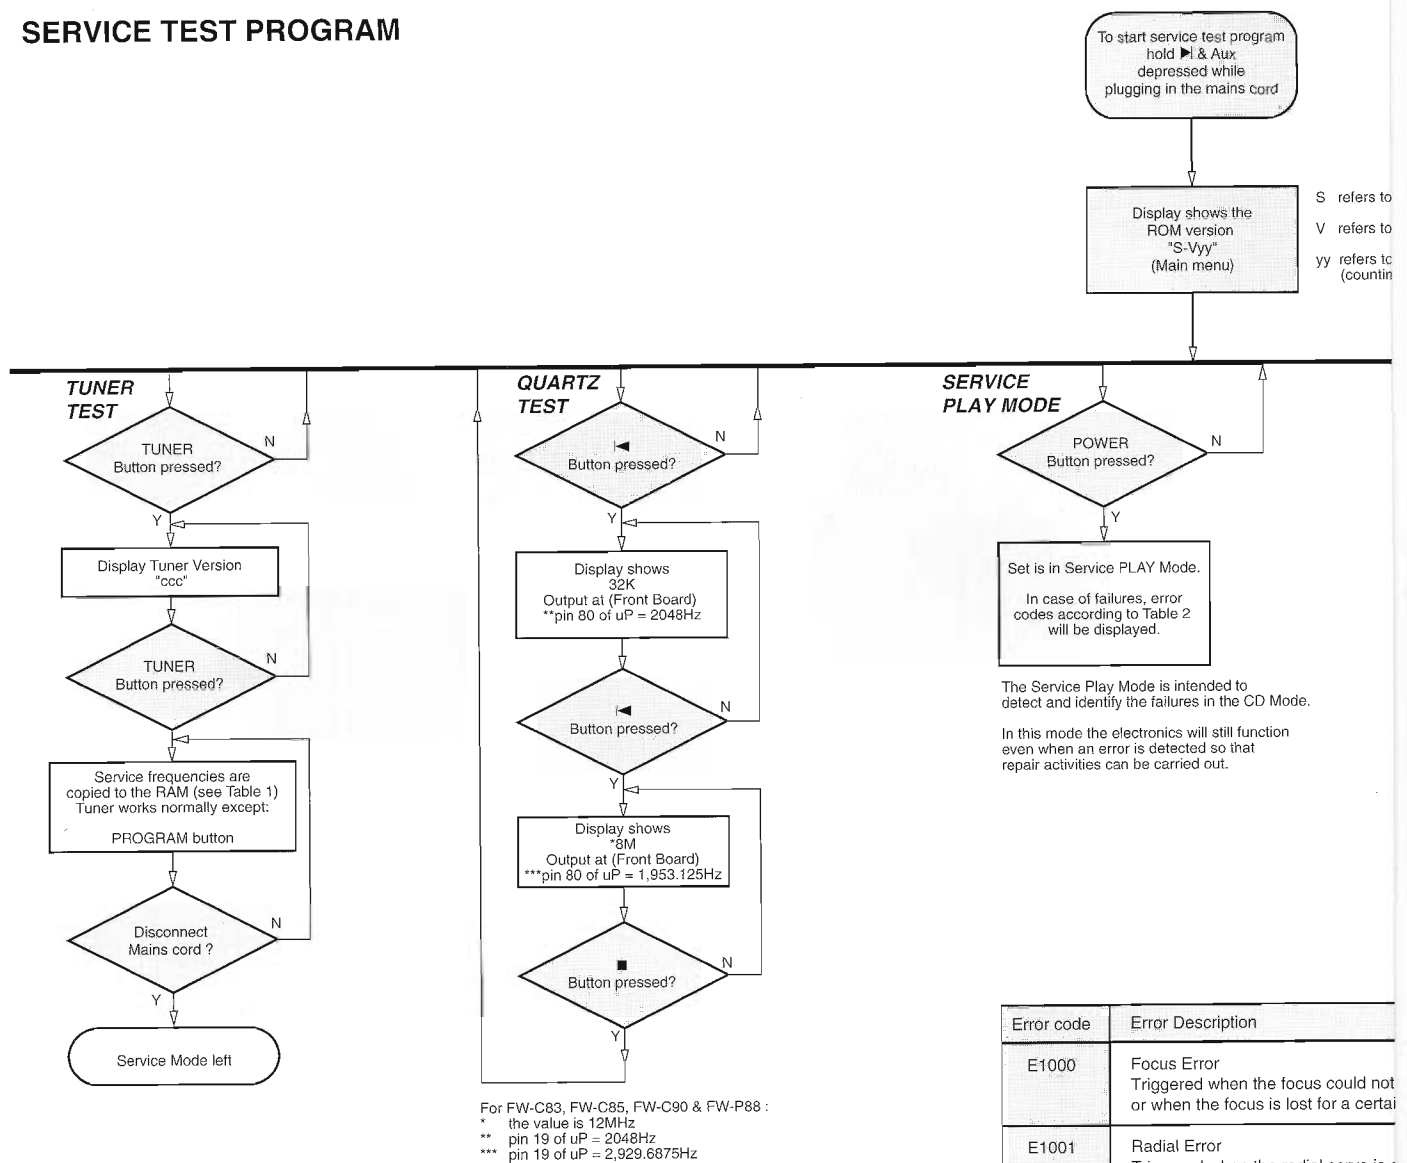 SERVICE TEST PROGRAM
To start service test program
hold ▶| & Aux
depressed while
plugging in the mains cord
Display shows the
ROM version
"S-Vyy"
(Main menu)
S refers to
V refers to
yy refers to
(countin
TUNER
TEST
TUNER
Button pressed?
N
Y
Display Tuner Version
"ccc"
TUNER
Button pressed?
N
Service frequencies are
copied to the RAM (see Table 1)
Tuner works normally except:
PROGRAM button
Disconnect
Mains cord ?
N
Y
Service Mode left
QUARTZ
TEST
|◀
Button pressed?
N
Y
Display shows
32K
Output at (Front Board)
**pin 80 of uP = 2048Hz
|◀
Button pressed?
N
Y
Display shows
*8M
Output at (Front Board)
***pin 80 of uP = 1,953.125Hz
■
Button pressed?
N
Y
For FW-C83, FW-C85, FW-C90 & FW-P88 :
* the value is 12MHz
** pin 19 of uP = 2048Hz
*** pin 19 of uP = 2,929.6875Hz
SERVICE
PLAY MODE
POWER
Button pressed?
N
Y
Set is in Service PLAY Mode.
In case of failures, error
codes according to Table 2
will be displayed.
The Service Play Mode is intended to
detect and identify the failures in the CD Mode.
In this mode the electronics will still function
even when an error is detected so that
repair activities can be carried out.
Error code Error Description
E1000 Focus Error
Triggered when the focus could not
or when the focus is lost for a certai
E1001 Radial Error